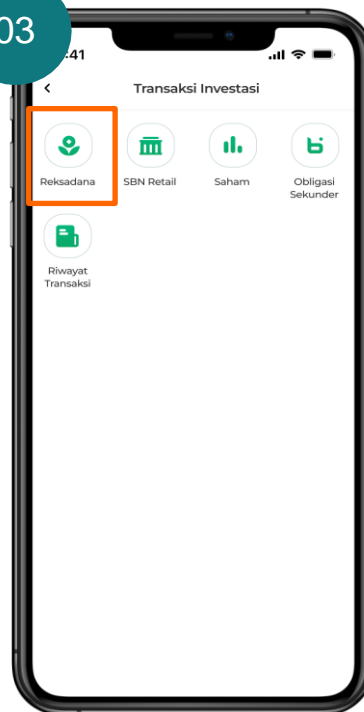 03
:41
Transaksi Investasi
Reksadana
SBN Retail
Saham
Obligasi
Sekunder
Riwayat
Transaksi